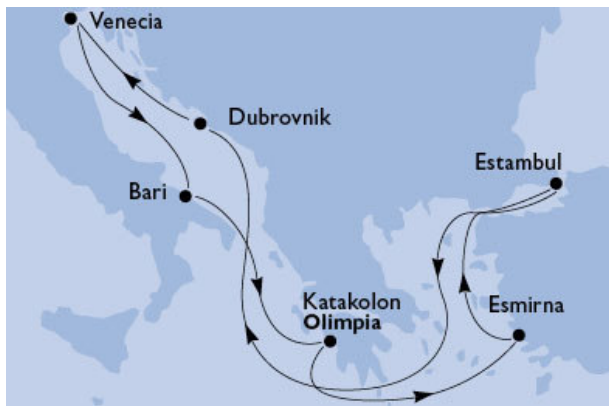 Venecia
Dubrovnik
Estambul
Bari
Katakolon
Olimpia
Esmirna